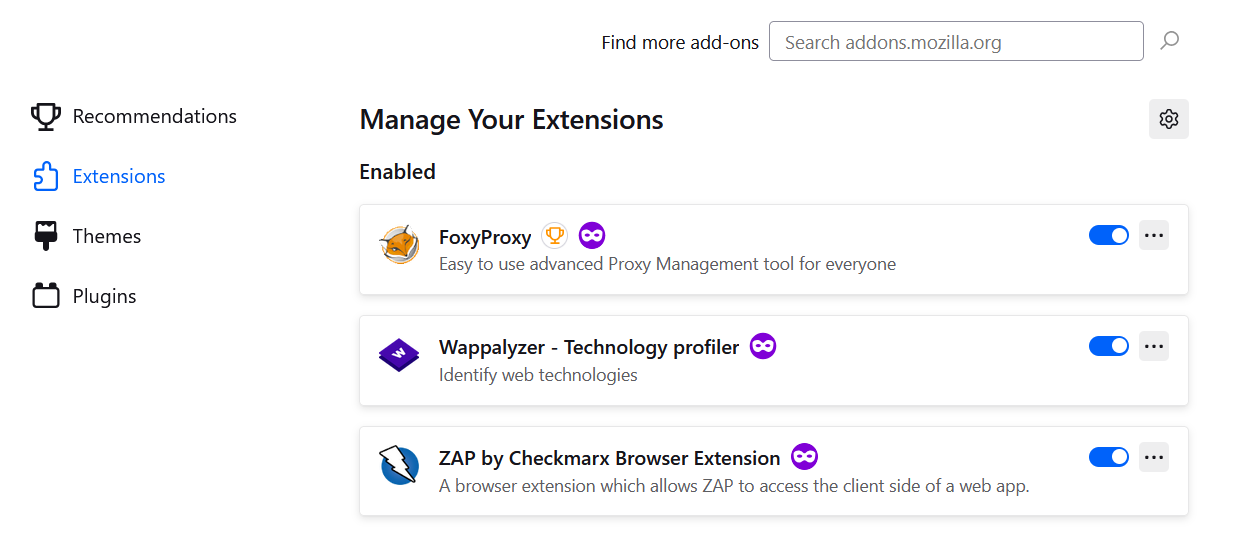 Find more add-ons Search addons.mozilla.org
Recommendations
Extensions
Themes
Plugins
Manage Your Extensions
Enabled
FoxyProxy
Easy to use advanced Proxy Management tool for everyone
W
Wappalyzer - Technology profiler
Identify web technologies
ZAP by Checkmarx Browser Extension
A browser extension which allows ZAP to access the client side of a web app.